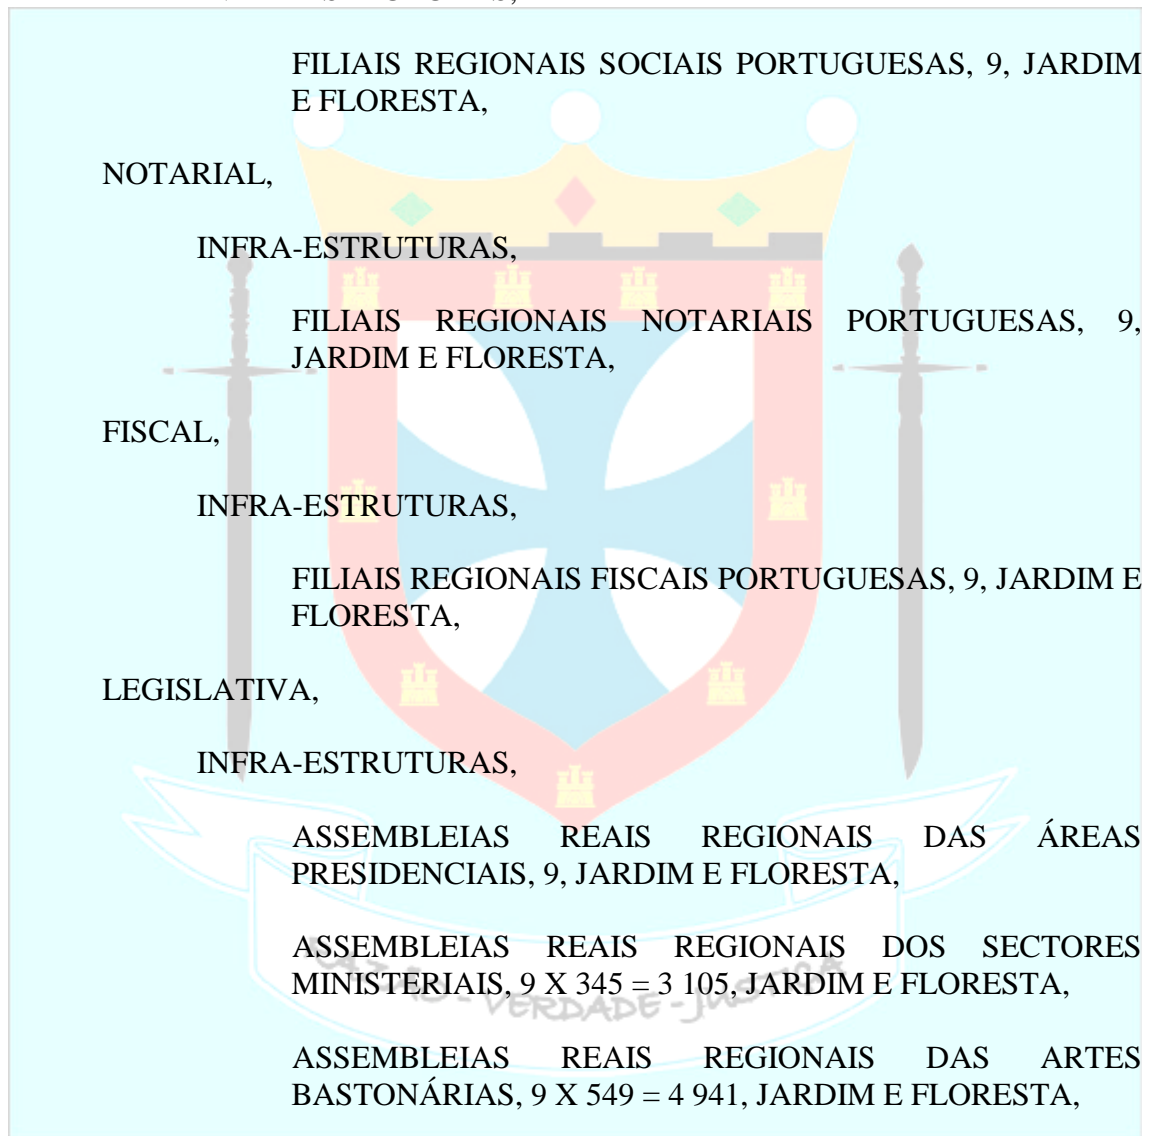 FILIAIS REGIONAIS SOCIAIS PORTUGUESAS, 9, JARDIM
E FLORESTA,
NOTARIAL,
INFRA-ESTRUTURAS,
FILIAIS REGIONAIS NOTARIAIS PORTUGUESAS, 9,
JARDIM E FLORESTA,
FISCAL,
INFRA-ESTRUTURAS,
FILIAIS REGIONAIS FISCAIS PORTUGUESAS, 9, JARDIM E
FLORESTA,
LEGISLATIVA,
INFRA-ESTRUTURAS,
ASSEMBLEIAS REAIS REGIONAIS DAS ÁREAS
PRESIDENCIAIS, 9, JARDIM E FLORESTA,
ASSEMBLEIAS REAIS REGIONAIS DOS SECTORES
MINISTERIAIS, 9 X 345 = 3 105, JARDIM E FLORESTA,
RAZÃO - VERDADE - JUSTIÇA
ASSEMBLEIAS REAIS REGIONAIS DAS ARTES
BASTONÁRIAS, 9 X 549 = 4 941, JARDIM E FLORESTA,